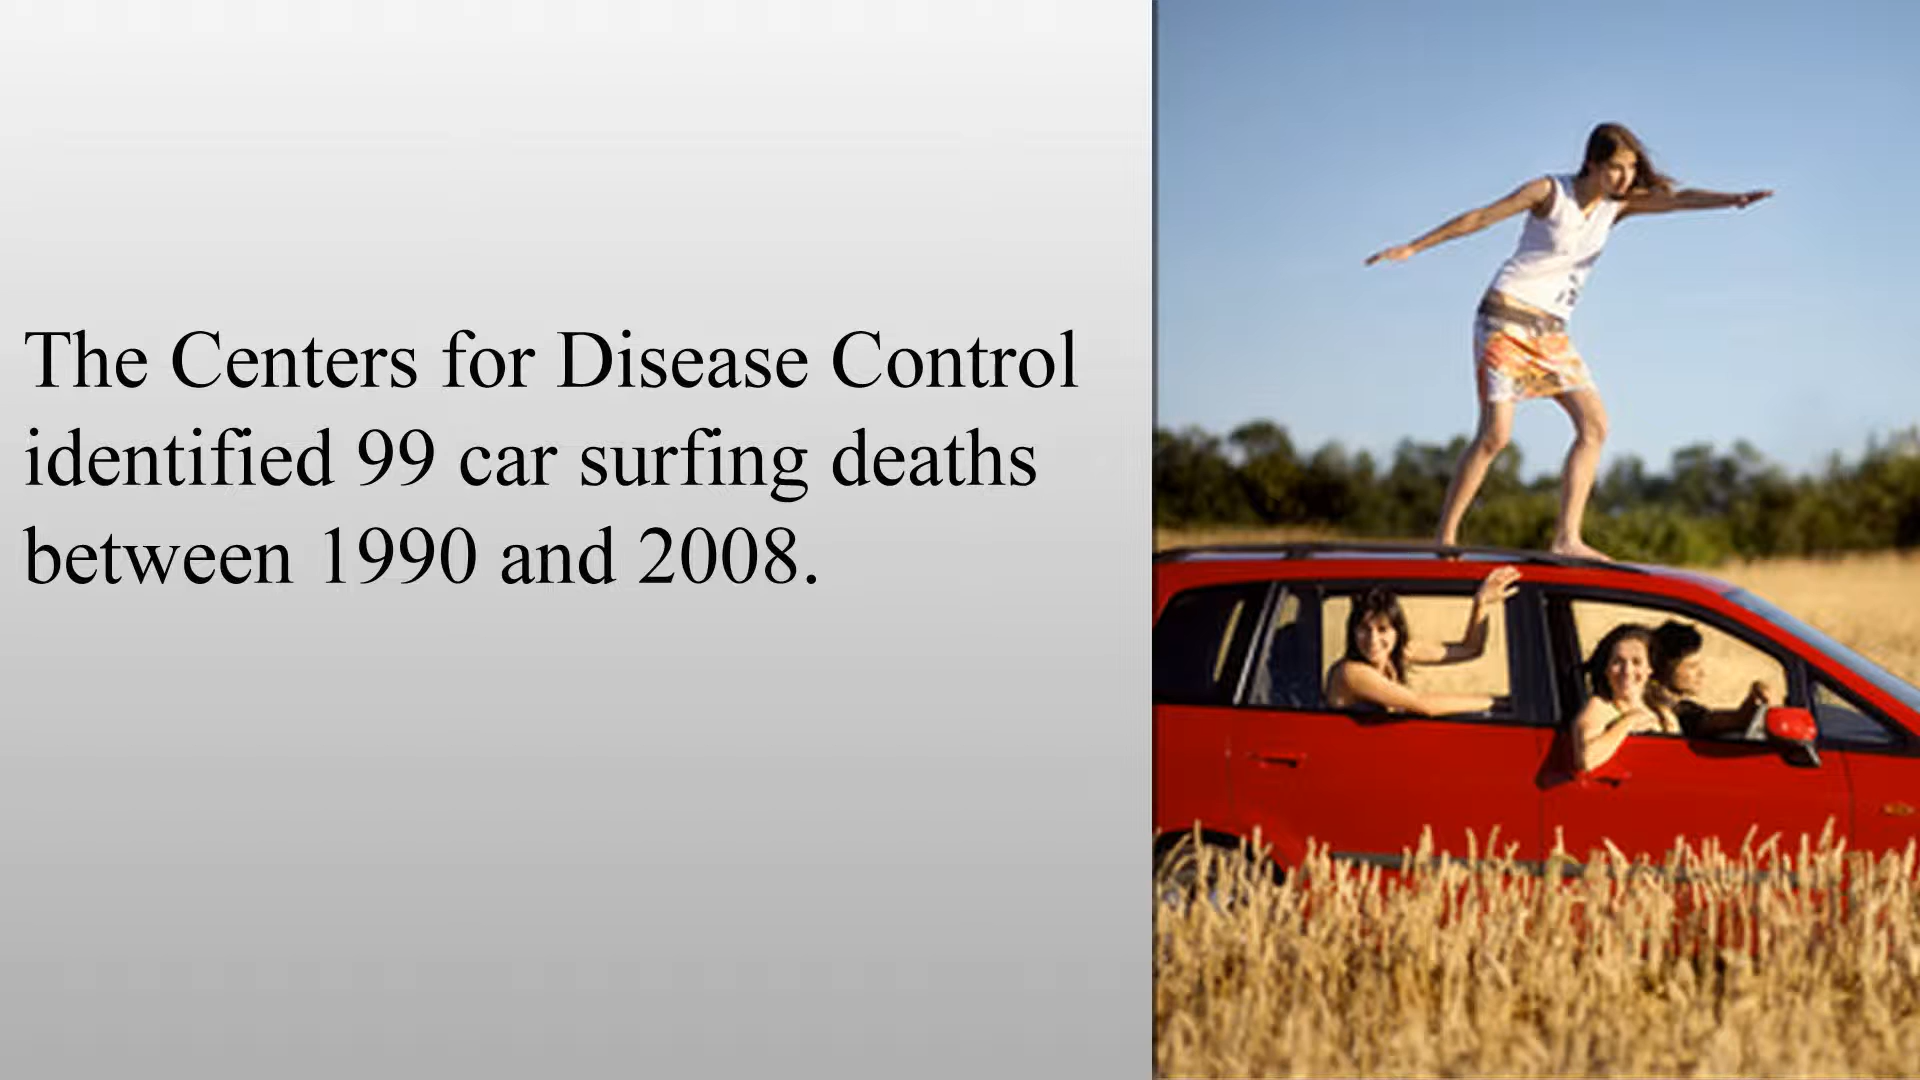 The Centers for Disease Control
identified 99 car surfing deaths
between 1990 and 2008.